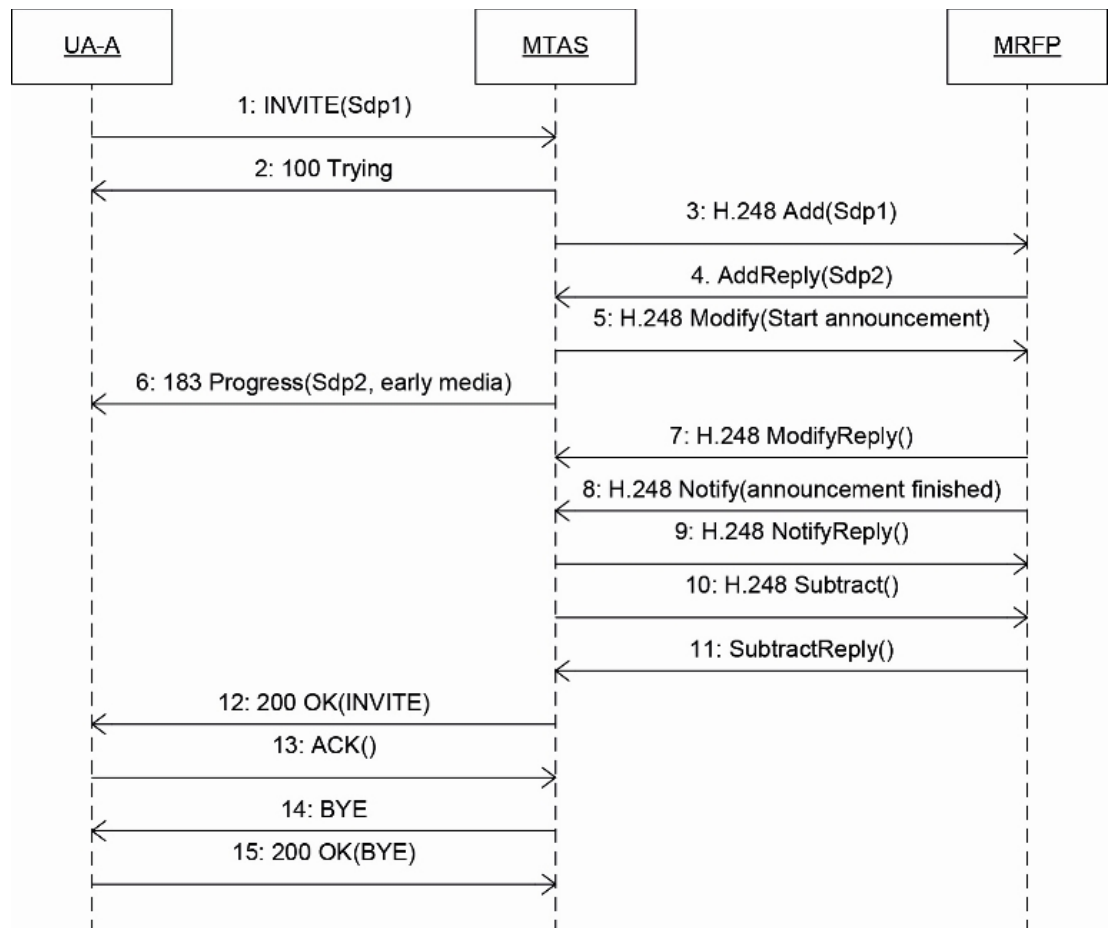 UA-A
MTAS
MRFP
1: INVITE(Sdp1)
2: 100 Trying
3: H.248 Add(Sdp1)
4. AddReply(Sdp2)
5: H.248 Modify(Start announcement)
6: 183 Progress(Sdp2, early media)
7: H.248 ModifyReply()
8: H.248 Notify(announcement finished)
9: H.248 NotifyReply()
10: H.248 Subtract()
11: SubtractReply()
12: 200 OK(INVITE)
13: ACK()
14: BYE
15: 200 OK(BYE)